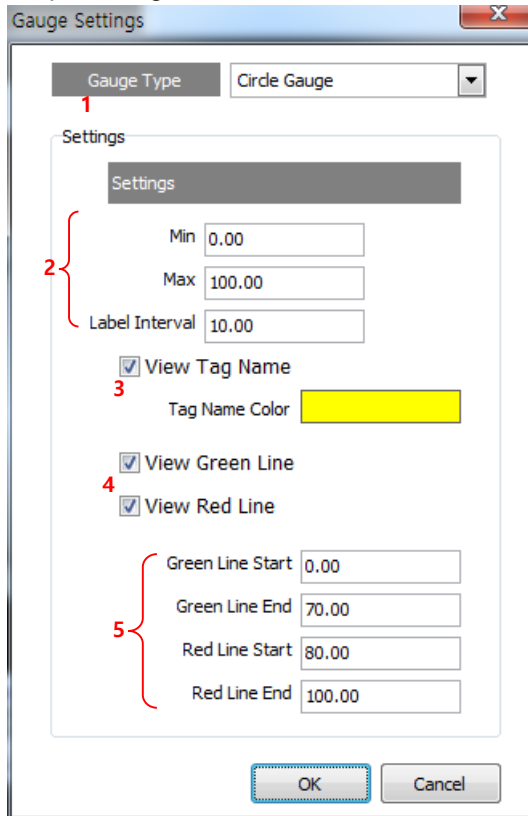 Gauge Settings
Gauge Type Circle Gauge
1
Settings
Settings
Min 0.00
2
Max 100.00
Label Interval 10.00
View Tag Name
3
Tag Name Color
View Green Line
4
View Red Line
Green Line Start 0.00
Green Line End 70.00
5
Red Line Start 80.00
Red Line End 100.00
OK Cancel